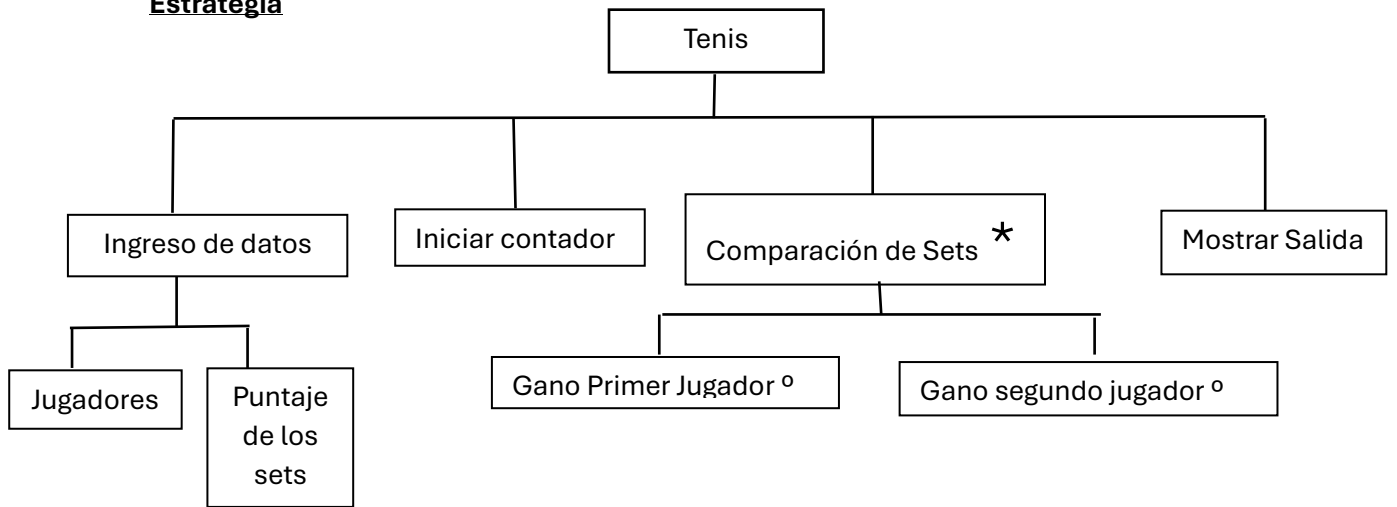 Estrategia
Tenis
Ingreso de datos
Iniciar contador
Comparación de Sets *
Mostrar Salida
Jugadores
Puntaje
de los
sets
Gano Primer Jugador º
Gano segundo jugador º